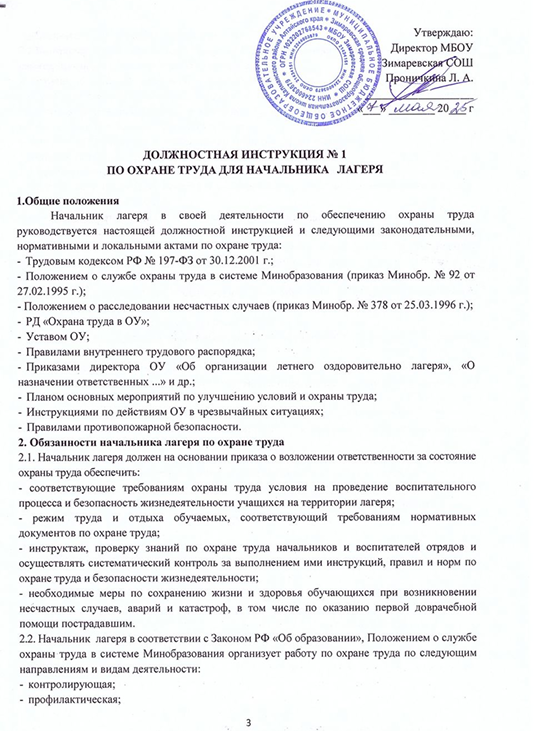 Утверждаю:
Директор МБОУ
Зимаревская СОШ
Проничкина Л. А.
мая 2025 г
ДОЛЖНОСТНАЯ ИНСТРУКЦИЯ № 1
ПО ОХРАНЕ ТРУДА ДЛЯ НАЧАЛЬНИКА ЛАГЕРЯ
1.Общие положения
Начальник лагеря в своей деятельности по обеспечению охраны труда
руководствуется настоящей должностной инструкцией и следующими законодательными,
нормативными и локальными актами по охране труда:
- Трудовым кодексом РФ № 197-ФЗ от 30.12.2001 г.;
- Положением о службе охраны труда в системе Минобразования (приказ Минобр. № 92 от
27.02.1995 г.);
- Положением о расследовании несчастных случаев (приказ Минобр. № 378 от 25.03.1996 г.);
- РД «Охрана труда в ОУ»;
- Уставом ОУ;
- Правилами внутреннего трудового распорядка;
- Приказами директора ОУ «Об организации летнего оздоровительно лагеря», «О
назначении ответственных ...» и др.;
- Планом основных мероприятий по улучшению условий и охраны труда;
- Инструкциями по действиям ОУ в чрезвычайных ситуациях;
- Правилами противопожарной безопасности.
2. Обязанности начальника лагеря по охране труда
2.1. Начальник лагеря должен на основании приказа о возложении ответственности за состояние
охраны труда обеспечить:
- соответствующие требованиям охраны труда условия на проведение воспитательного
процесса и безопасность жизнедеятельности учащихся на территории лагеря;
- режим труда и отдыха обучаемых, соответствующий требованиям нормативных
документов по охране труда;
- инструктаж, проверку знаний по охране труда начальников и воспитателей отрядов и
осуществлять систематический контроль за выполнением ими инструкций, правил и норм по
охране труда и безопасности жизнедеятельности;
- необходимые меры по сохранению жизни и здоровья обучающихся при возникновении
несчастных случаев, аварий и катастроф, в том числе по оказанию первой доврачебной
помощи пострадавшим.
2.2. Начальник лагеря в соответствии с Законом РФ «Об образовании», Положением о службе
охраны труда в системе Минобразования организует работу по охране труда по следующим
направлениям и видам деятельности:
- контролирующая;
- профилактическая;
3